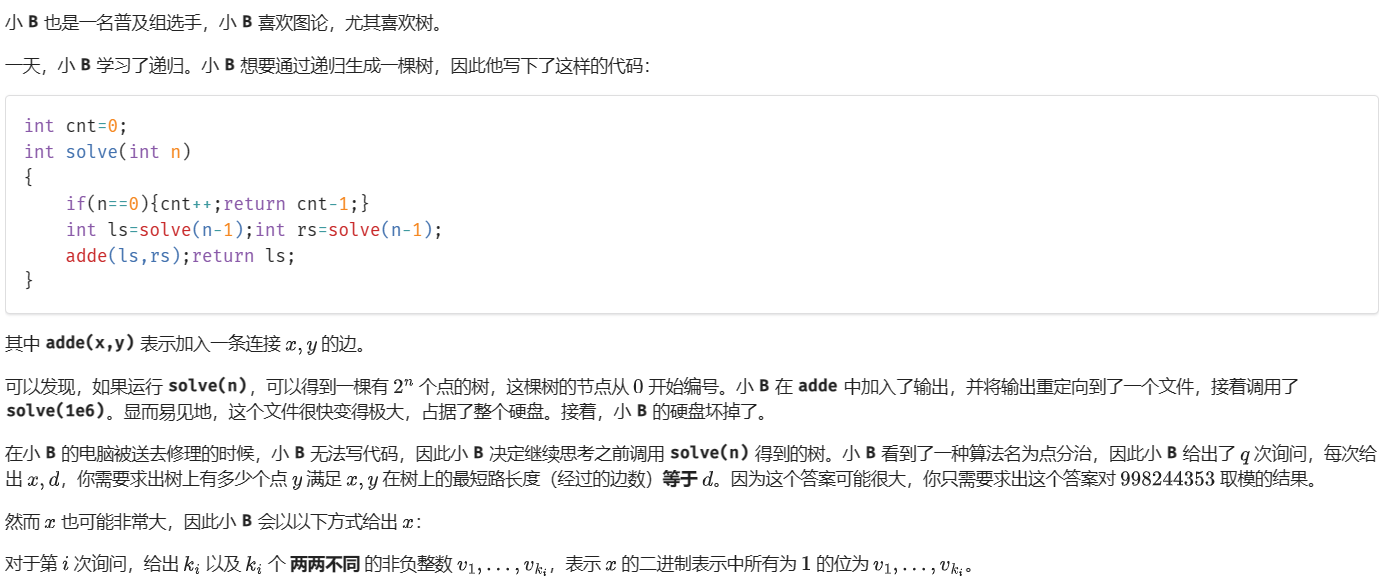 小 B 也是一名普及组选手，小 B 喜欢图论，尤其喜欢树。
一天，小 B 学习了递归。小 B 想要通过递归生成一棵树，因此他写下了这样的代码：
int cnt=0;
int solve(int n)
{
    if(n==0){cnt++;return cnt-1;}
    int ls=solve(n-1);int rs=solve(n-1);
    adde(ls,rs);return ls;
}
其中 adde(x,y) 表示加入一条连接 x, y 的边。
可以发现，如果运行 solve(n)，可以得到一棵有 2^n 个点的树，这棵树的节点从 0 开始编号。小 B 在 adde 中加入了输出，并将输出重定向到了一个文件，接着调用了
solve(1e6)。显而易见地，这个文件很快变得极大，占据了整个硬盘。接着，小 B 的硬盘坏掉了。
在小 B 的电脑被送去修理的时候，小 B 无法写代码，因此小 B 决定继续思考之前调用 solve(n) 得到的树。小 B 看到了一种算法名为点分治，因此小 B 给出了 q 次询问，每次给
出 x, d，你需要求出树上有多少个点 y 满足 x, y 在树上的最短路长度（经过的边数）等于 d。因为这个答案可能很大，你只需要求出这个答案对 998244353 取模的结果。
然而 x 也可能非常大，因此小 B 会以以下方式给出 x：
对于第 i 次询问，给出 k_i 以及 k_i 个 两两不同 的非负整数 v_1, . . . , v_{k_i}，表示 x 的二进制表示中所有为 1 的位为 v_1, . . . , v_{k_i}。